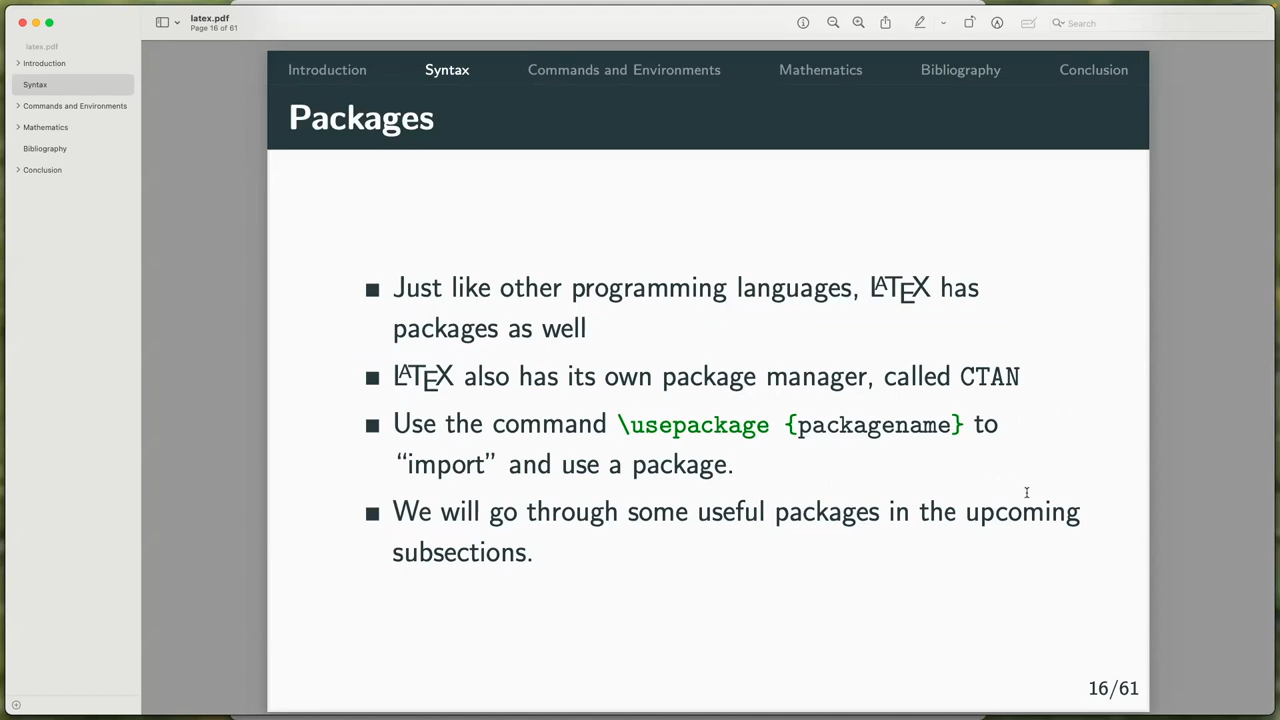 latex.pdf
Page 16 of 61
Search
latex.pdf
Introduction
Syntax
Commands and Environments
Mathematics
Bibliography
Conclusion
Introduction Syntax Commands and Environments Mathematics Bibliography Conclusion
Packages
■ Just like other programming languages, LATEX has
packages as well
■ LATEX also has its own package manager, called CTAN
■ Use the command \usepackage {packagename} to
“import” and use a package.
■ We will go through some useful packages in the upcoming
subsections.
16/61